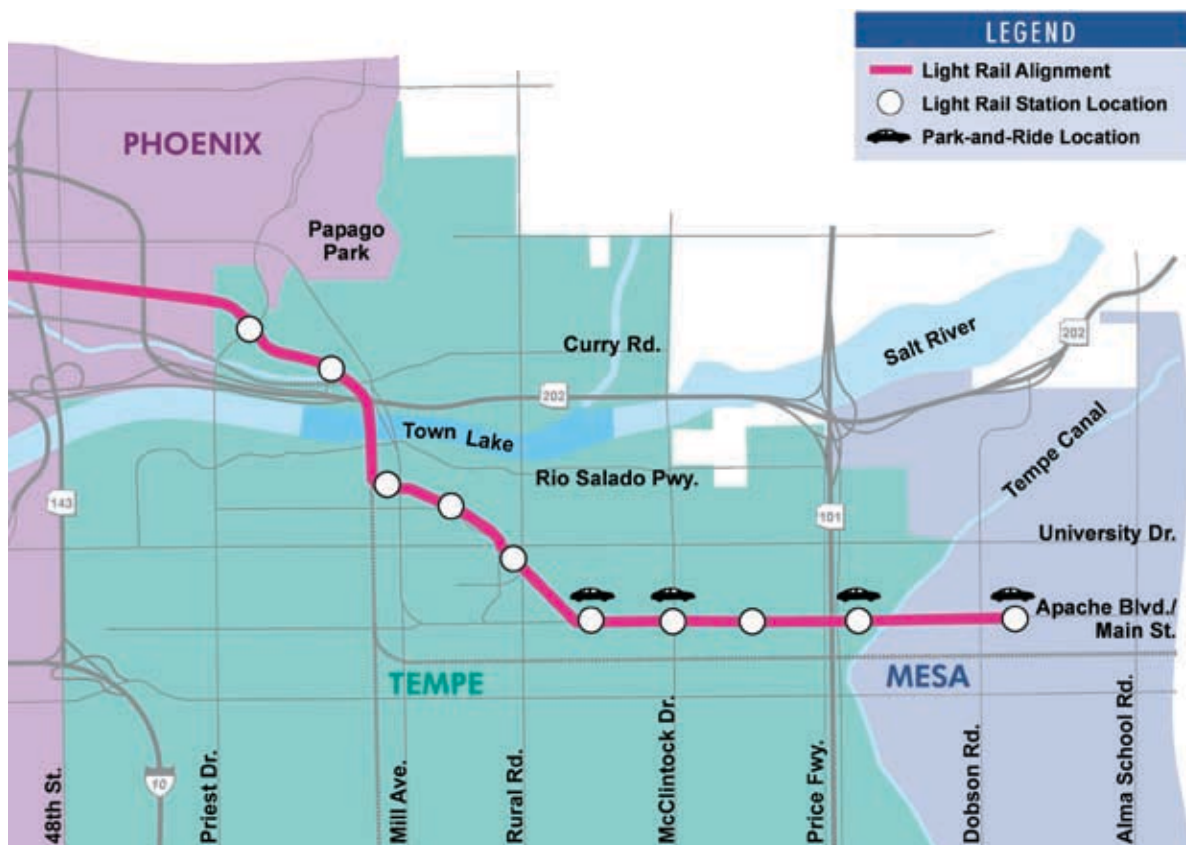 LEGEND
Light Rail Alignment
Light Rail Station Location
Park-and-Ride Location
PHOENIX
Papago
Park
Curry Rd.
Salt River
202
202
Town Lake
Tempe Canal
Rio Salado Pwy.
143
101
University Dr.
Apache Blvd./
Main St.
TEMPE
MESA
10
48th St.
Priest Dr.
Mill Ave.
Rural Rd.
McClintock Dr.
Price Fwy.
Dobson Rd.
Alma School Rd.